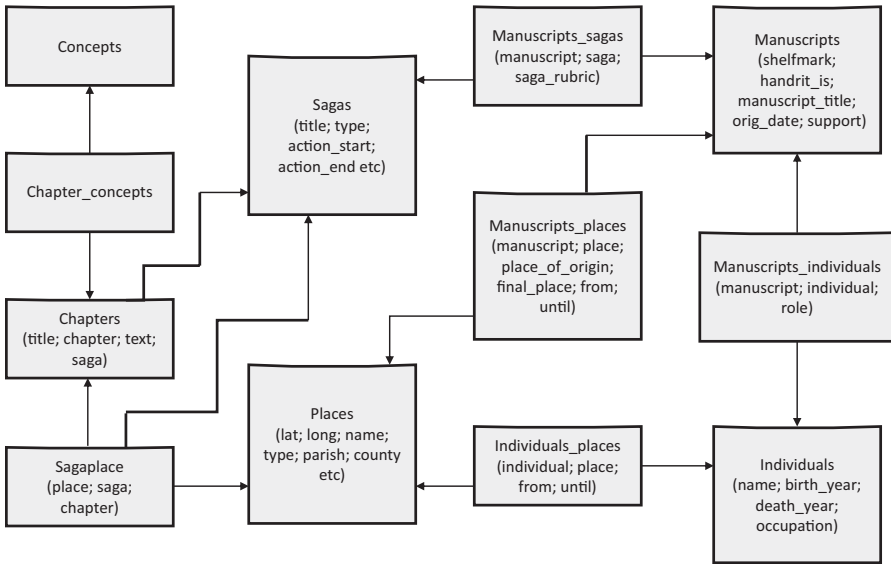 Concepts
Chapter_concepts
Chapters
(title; chapter; text;
saga)
Sagaplace
(place; saga;
chapter)
Sagas
(title; type;
action_start;
action_end etc)
Places
(lat; long; name;
type; parish; county
etc)
Manuscripts_sagas
(manuscript; saga;
saga_rubric)
Manuscripts_places
(manuscript; place;
place_of_origin;
final_place; from;
until)
Individuals_places
(individual; place;
from; until)
Manuscripts
(shelfmark;
handrit_is;
manuscript_title;
orig_date; support)
Manuscripts_individuals
(manuscript; individual;
role)
Individuals
(name; birth_year;
death_year;
occupation)